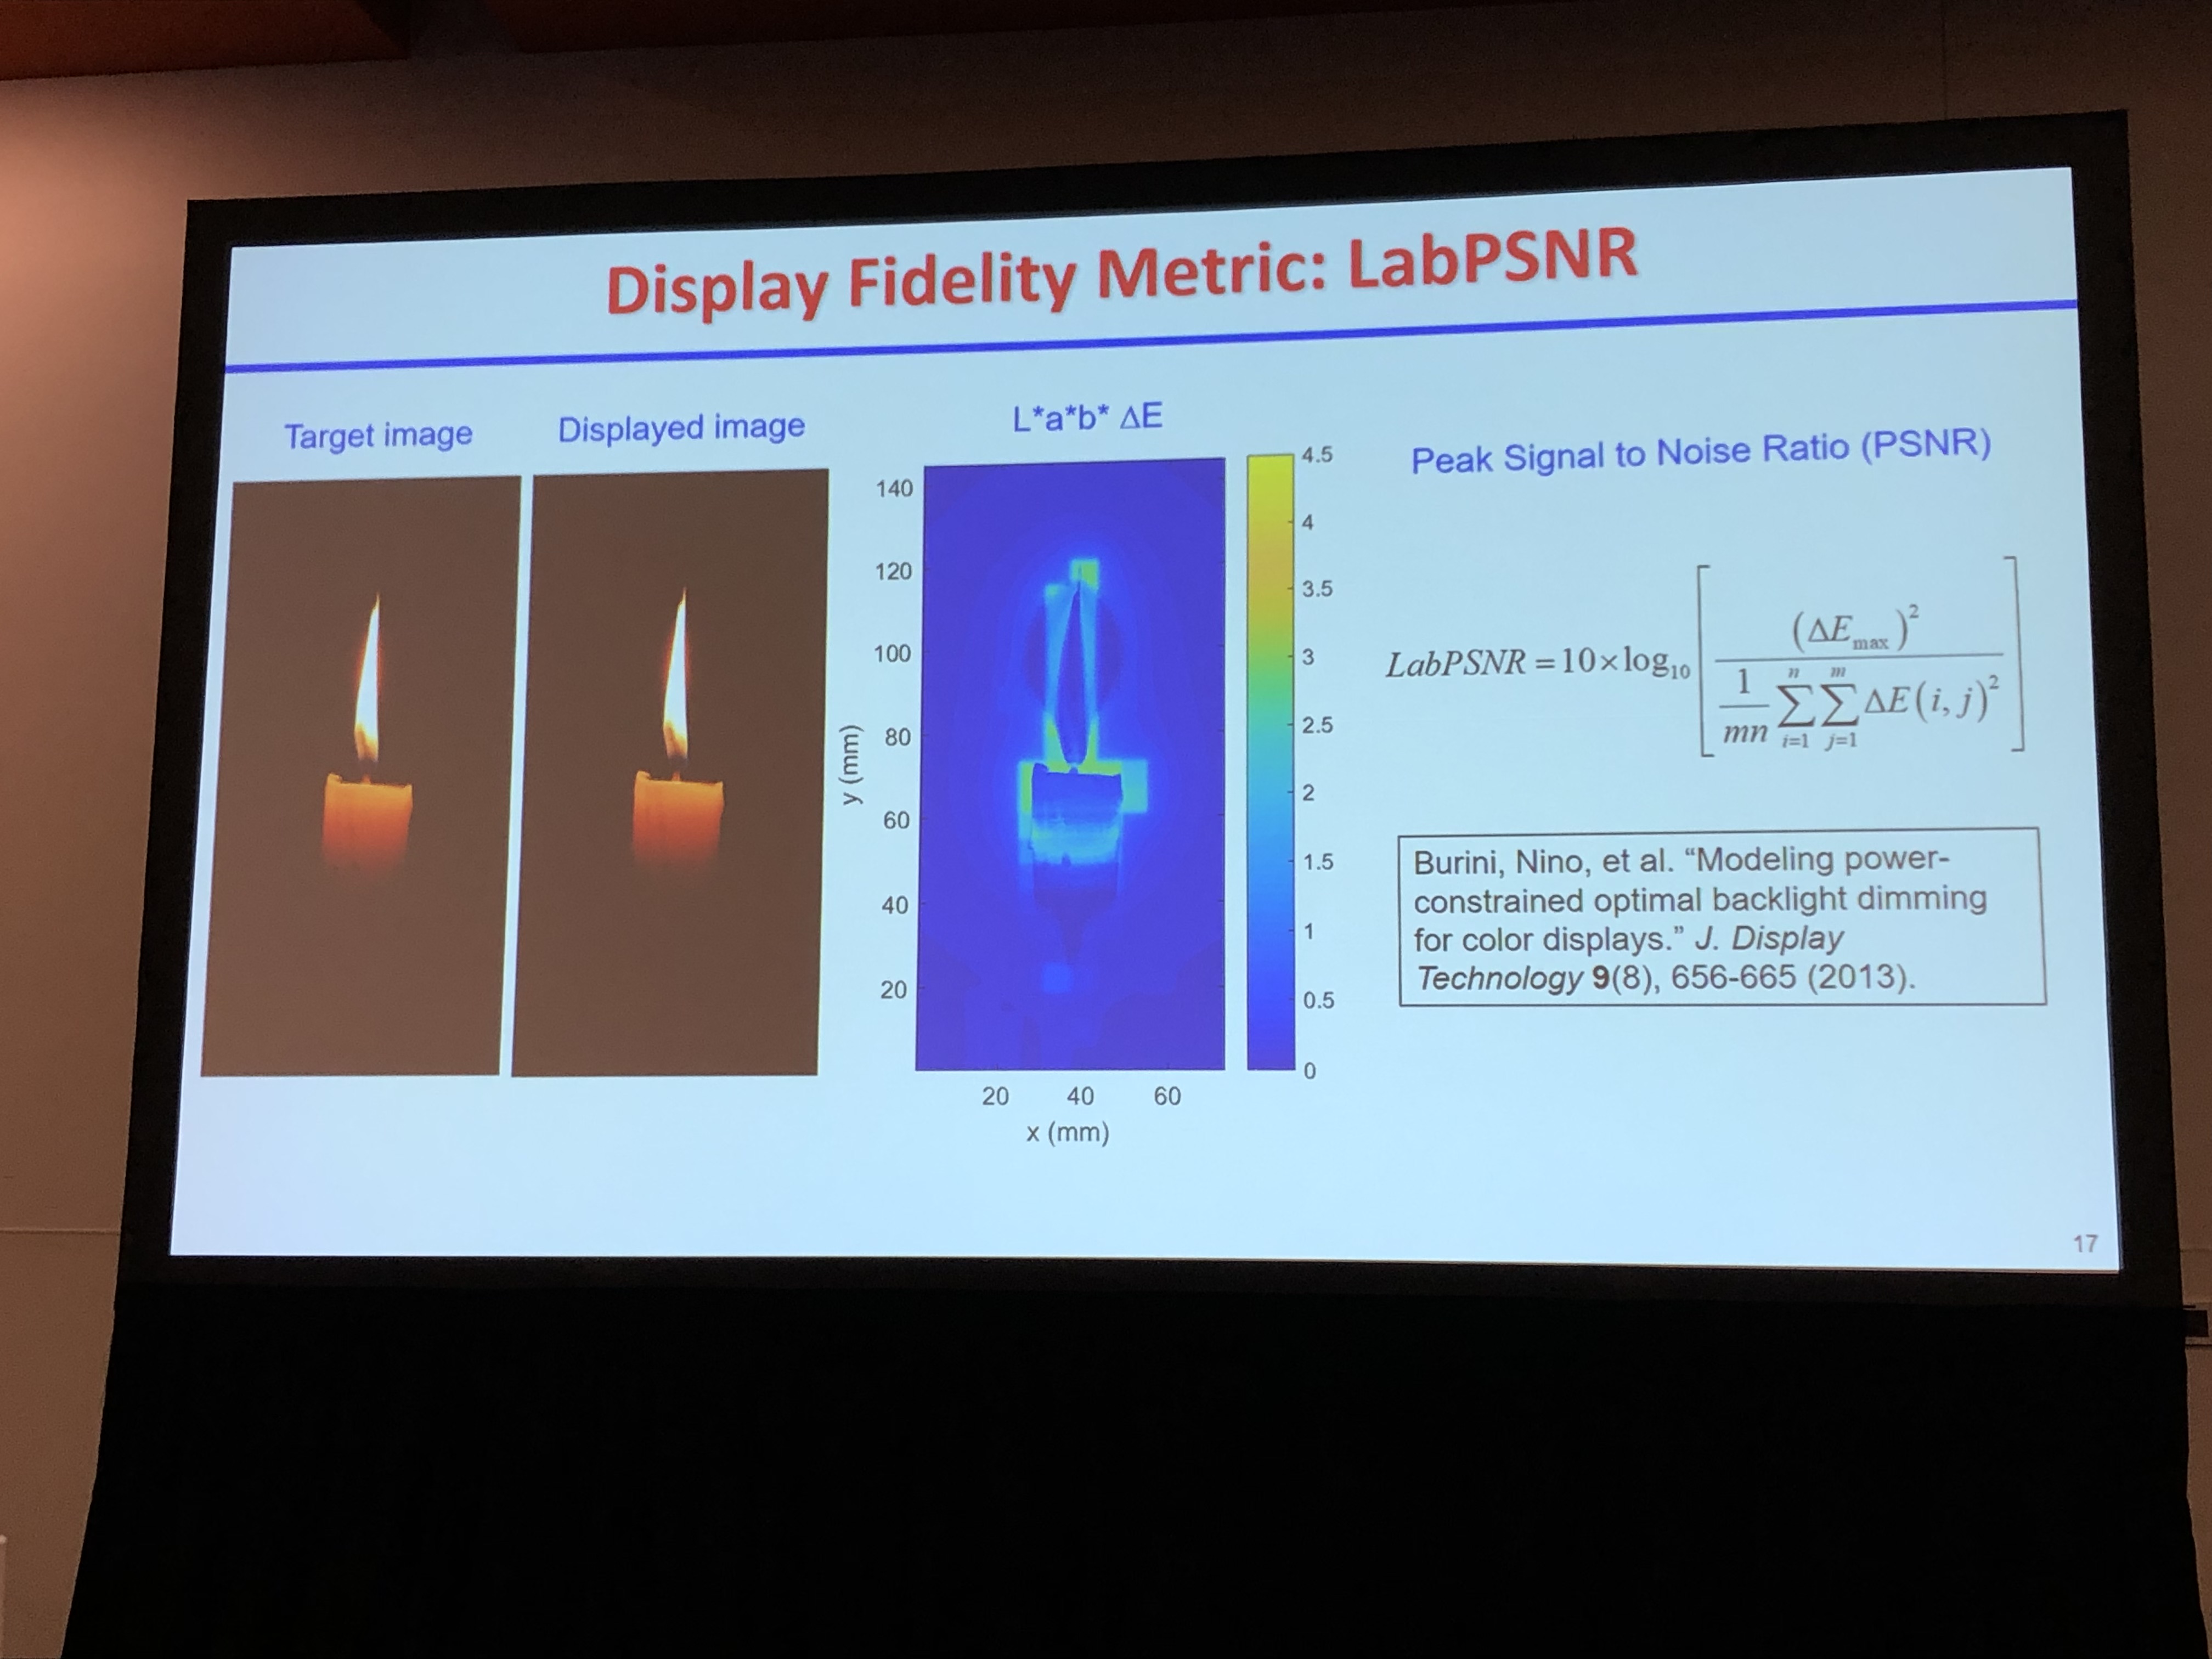 Display Fidelity Metric: LabPSNR
Target image
Displayed image
L*a*b* ΔE
140
120
100
80
60
40
20
y (mm)
20 40 60
x (mm)
4.5
4
3.5
3
2.5
2
1.5
1
0.5
0
Peak Signal to Noise Ratio (PSNR)
LabPSNR = 10×log₁₀ [ (ΔE_max)² / ( (1/mn) ∑_{i=1}^{n} ∑_{j=1}^{m} ΔE(i, j)² ) ]
Burini, Nino, et al. “Modeling power-
constrained optimal backlight dimming
for color displays.” J. Display
Technology 9(8), 656-665 (2013).
17